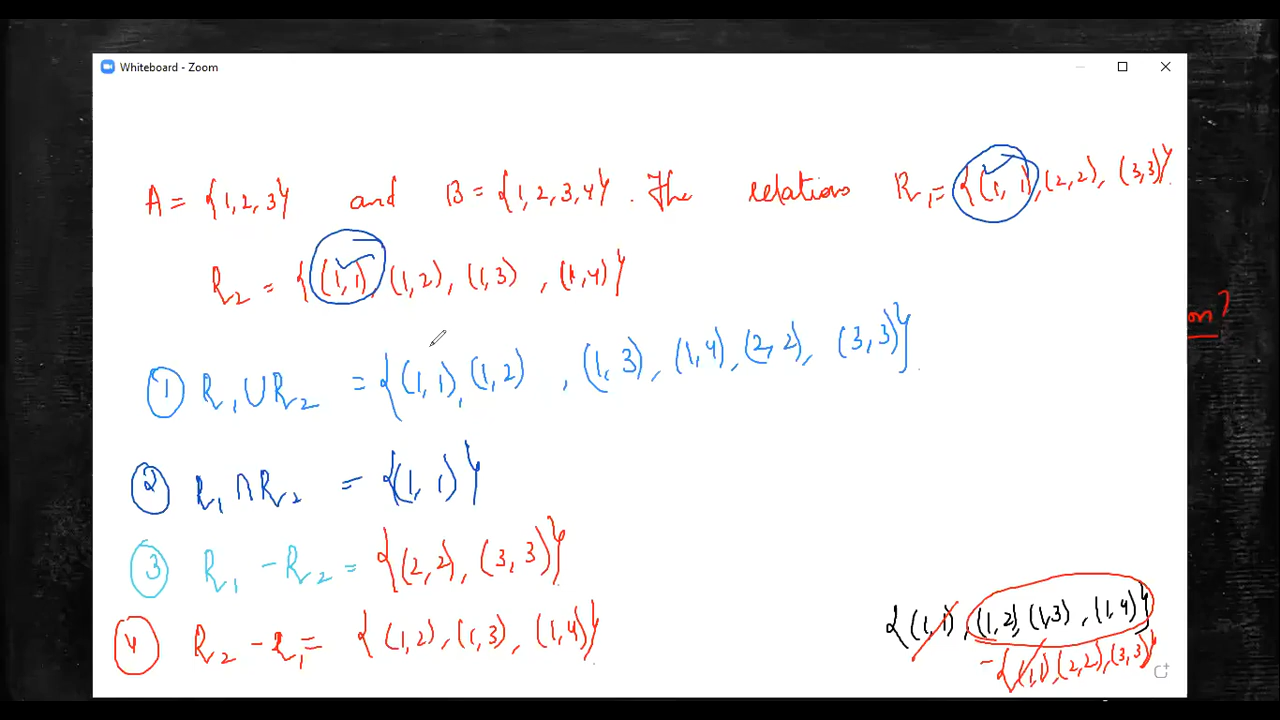 Whiteboard - Zoom
A = {1, 2, 3} and B = {1, 2, 3, 4}. The relations R₁ = {(1, 1), (2, 2), (3, 3)}
R₂ = {(1, 1), (1, 2), (1, 3), (1, 4)}
on?
① R₁ ∪ R₂ = {(1, 1), (1, 2), (1, 3), (1, 4), (2, 2), (3, 3)}.
② R₁ ∩ R₂ = {(1, 1)}
③ R₁ - R₂ = {(2, 2), (3, 3)}.
④ R₂ - R₁ = {(1, 2), (1, 3), (1, 4)}.
{(1, 1), (1, 2), (1, 3), (1, 4)}
- {(1, 1), (2, 2), (3, 3)}